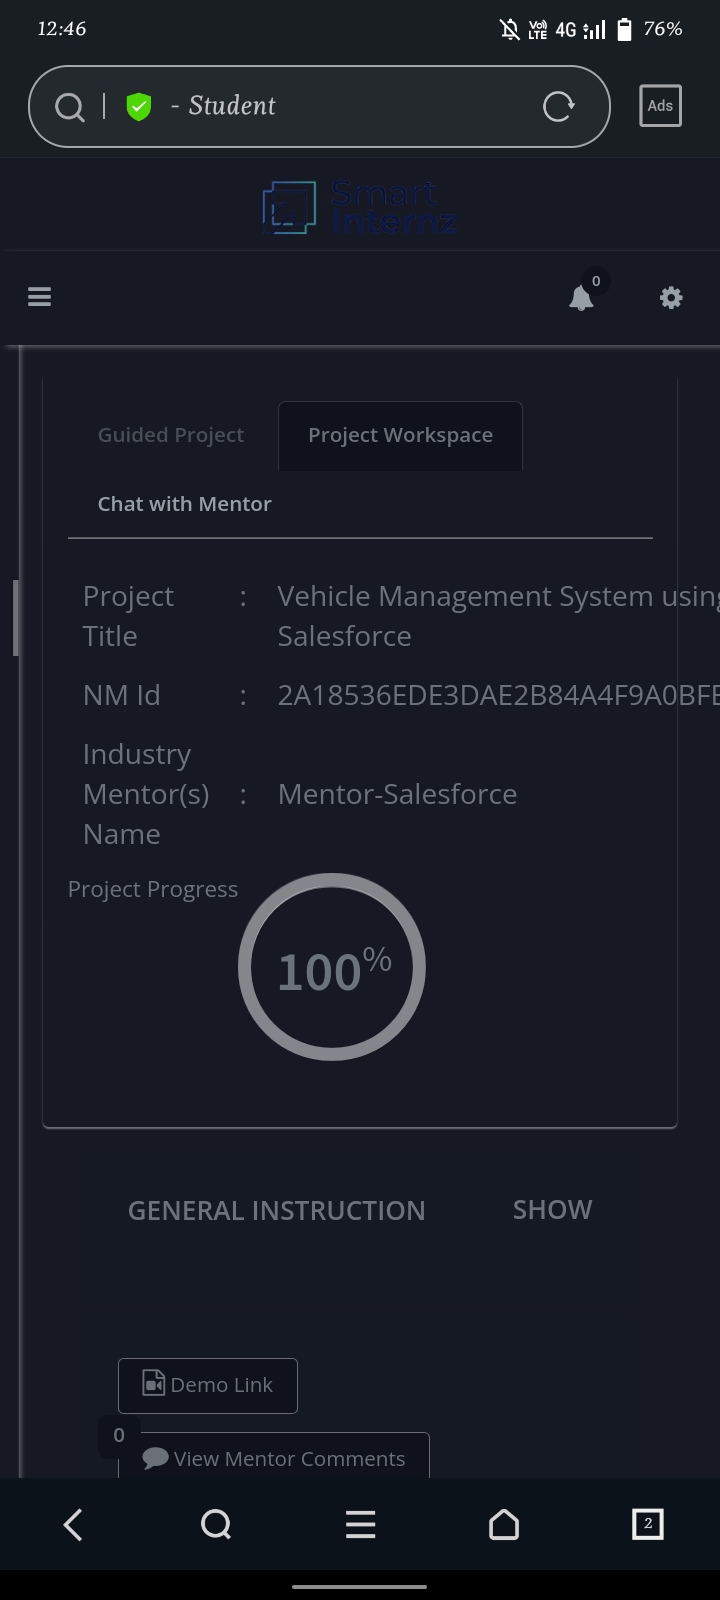 12:46
Vo)) LTE 4G 76%
- Student
Ads
Smart
Internz
0
Guided Project Project Workspace
Chat with Mentor
Project Title : Vehicle Management System using Salesforce
NM Id : 2A18536EDE3DAE2B84A4F9A0BFE
Industry Mentor(s) Name : Mentor-Salesforce
Project Progress
100%
GENERAL INSTRUCTION SHOW
Demo Link
0
View Mentor Comments
2